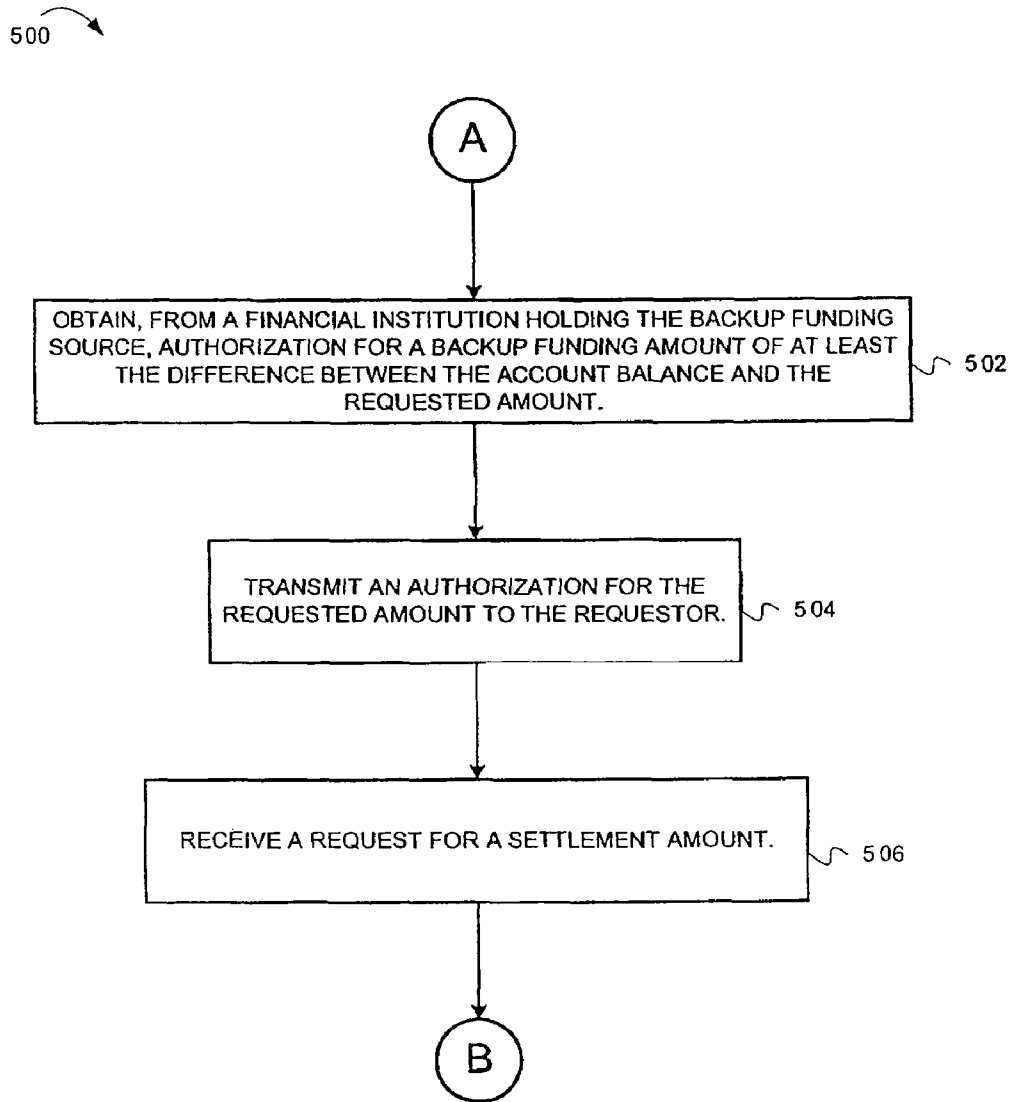 500
A
OBTAIN, FROM A FINANCIAL INSTITUTION HOLDING THE BACKUP FUNDING
SOURCE, AUTHORIZATION FOR A BACKUP FUNDING AMOUNT OF AT LEAST
THE DIFFERENCE BETWEEN THE ACCOUNT BALANCE AND THE
REQUESTED AMOUNT.
502
TRANSMIT AN AUTHORIZATION FOR THE
REQUESTED AMOUNT TO THE REQUESTOR.
504
RECEIVE A REQUEST FOR A SETTLEMENT AMOUNT.
506
B